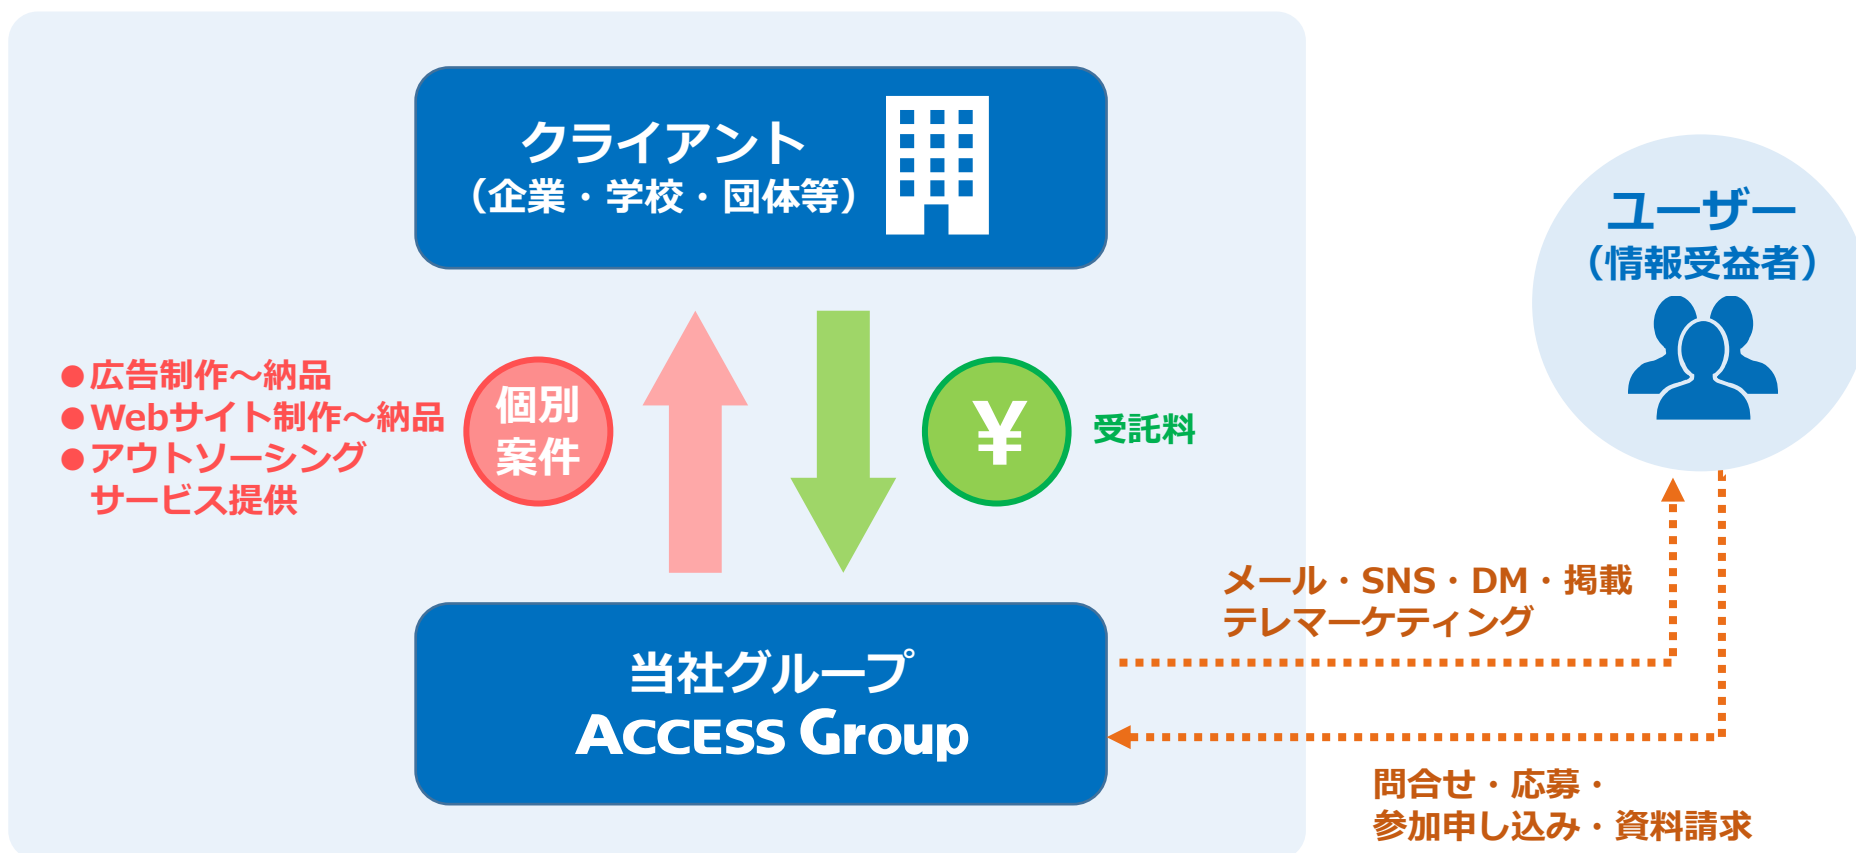 クライアント
（企業・学校・団体等）
ユーザー
（情報受益者）
●広告制作～納品
●Webサイト制作～納品
●アウトソーシング
サービス提供
個別
案件
¥
受託料
メール・SNS・DM・掲載
テレマーケティング
当社グループ
ACCESS Group
問合せ・応募・
参加申し込み・資料請求